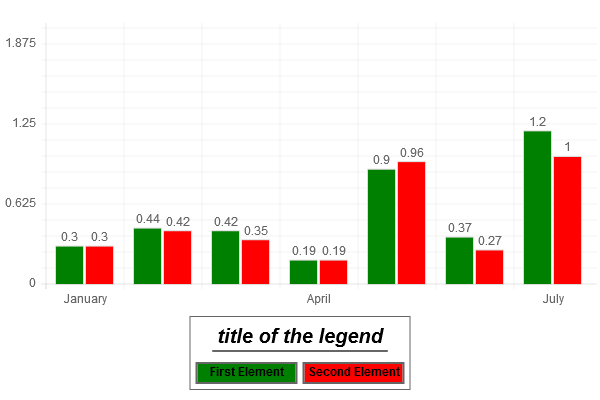 1.875
1.25
0.625
0
0.3 0.3 0.44 0.42 0.42 0.35 0.19 0.19 0.9 0.96 0.37 0.27 1.2 1
January April July
title of the legend
First Element Second Element